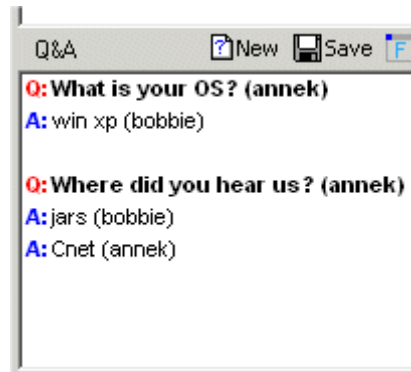 Q&A New Save F
Q: What is your OS? (annek)
A: win xp (bobbie)
Q: Where did you hear us? (annek)
A: jars (bobbie)
A: Cnet (annek)